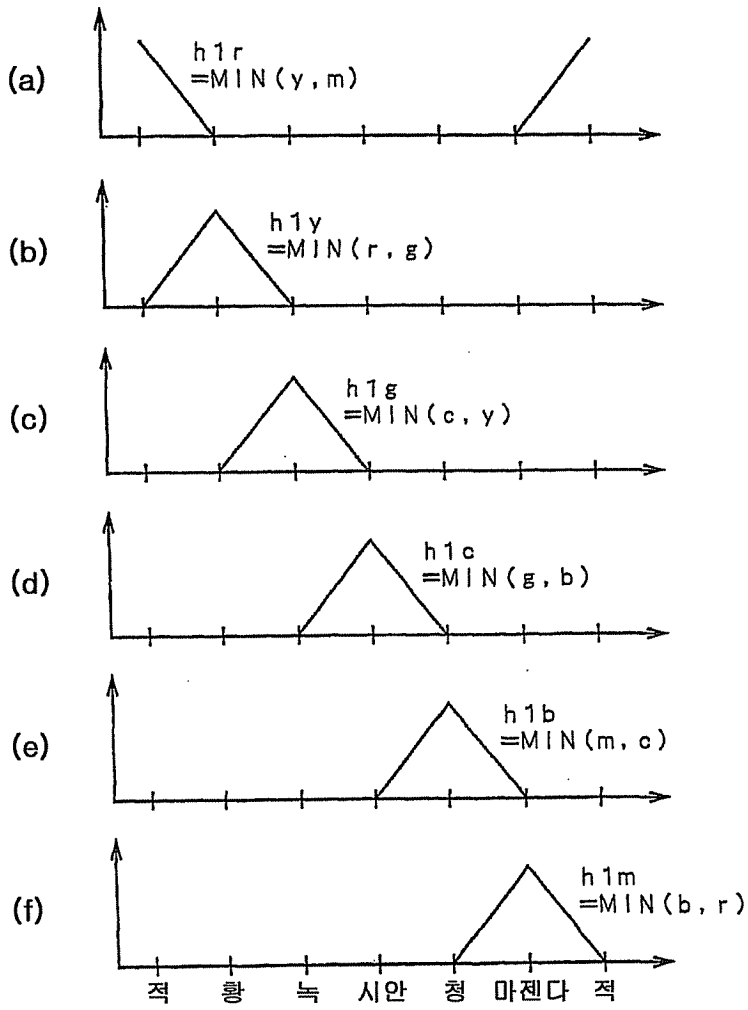 (a)
h1r
=MIN(y,m)
(b)
h1y
=MIN(r,g)
(c)
h1g
=MIN(c,y)
(d)
h1c
=MIN(g,b)
(e)
h1b
=MIN(m,c)
(f)
h1m
=MIN(b,r)
적 황 녹 시안 청 마젠다 적